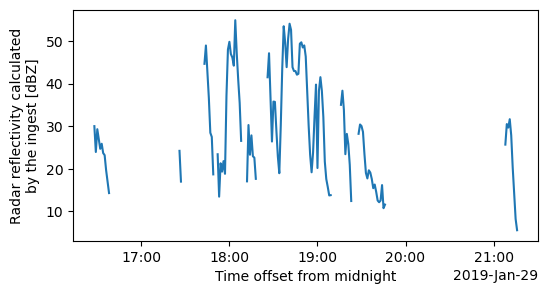 Radar reflectivity calculated
by the ingest [dBZ]
50
40
30
20
10
17:00
18:00
19:00
20:00
21:00
Time offset from midnight
2019-Jan-29